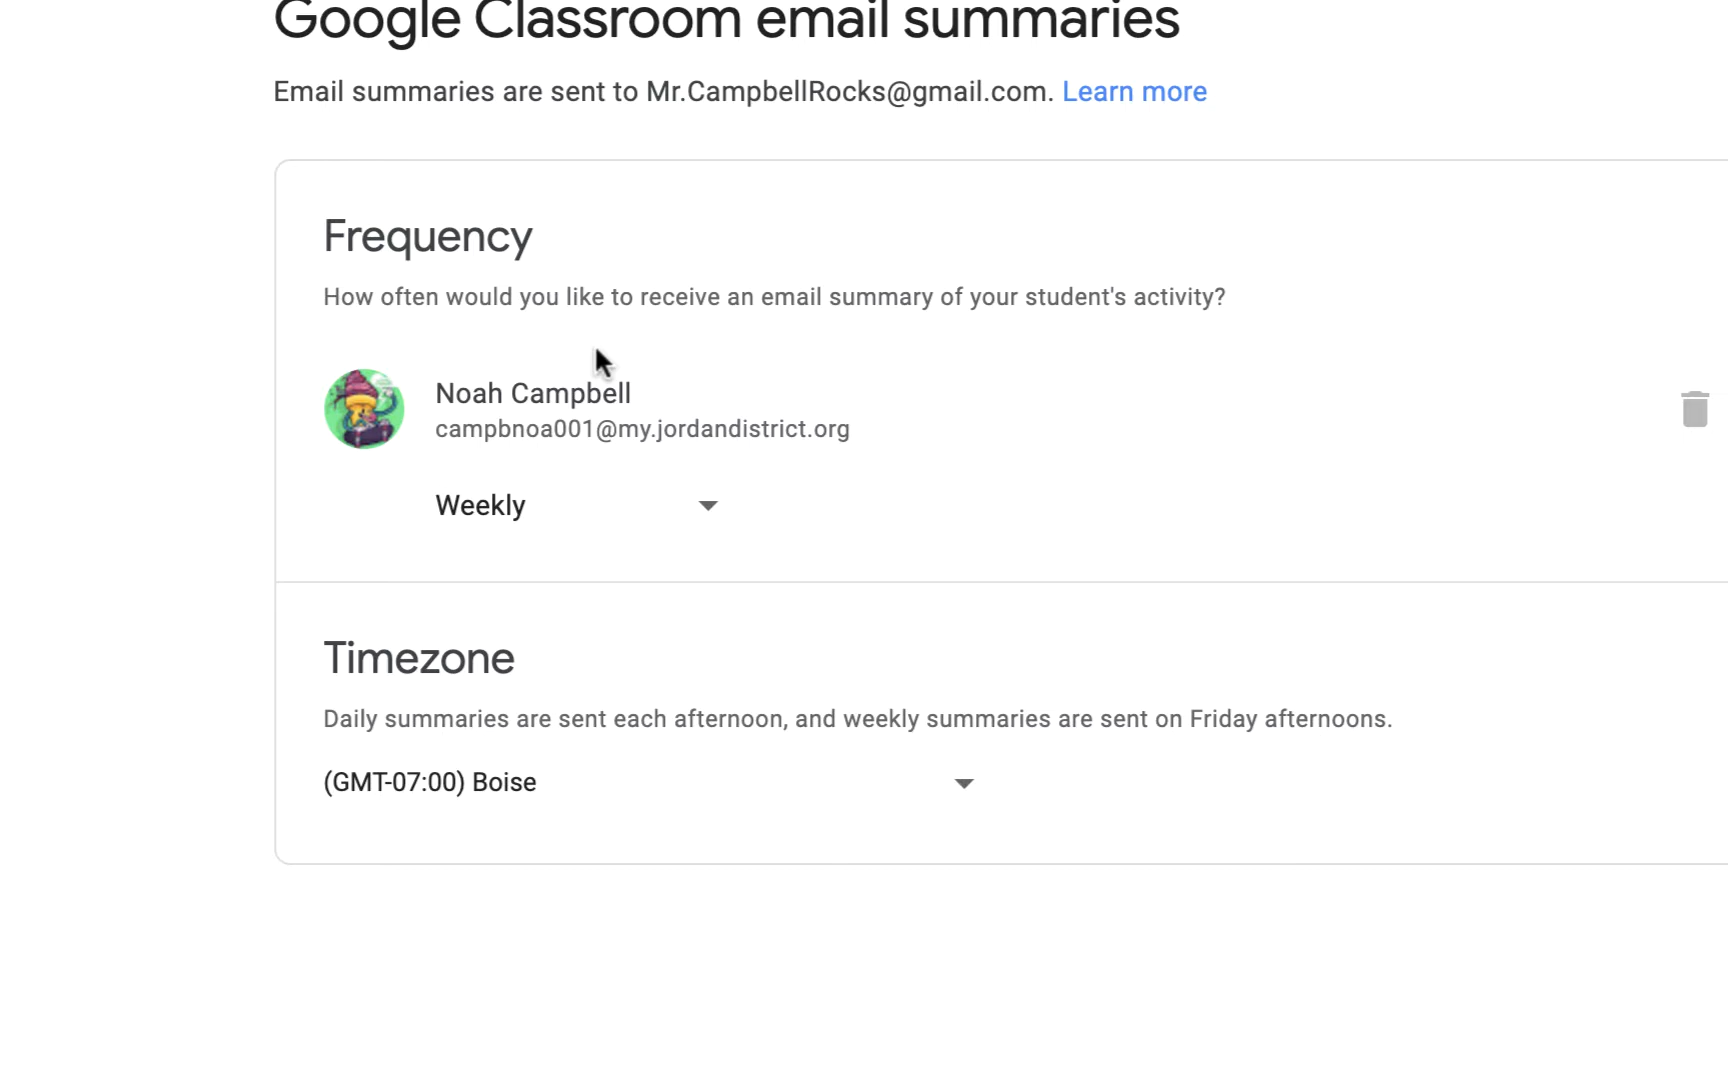 Google Classroom email summaries
Email summaries are sent to Mr.CampbellRocks@gmail.com. Learn more
Frequency
How often would you like to receive an email summary of your student's activity?
Noah Campbell
campbnoa001@my.jordandistrict.org
Weekly
Timezone
Daily summaries are sent each afternoon, and weekly summaries are sent on Friday afternoons.
(GMT-07:00) Boise